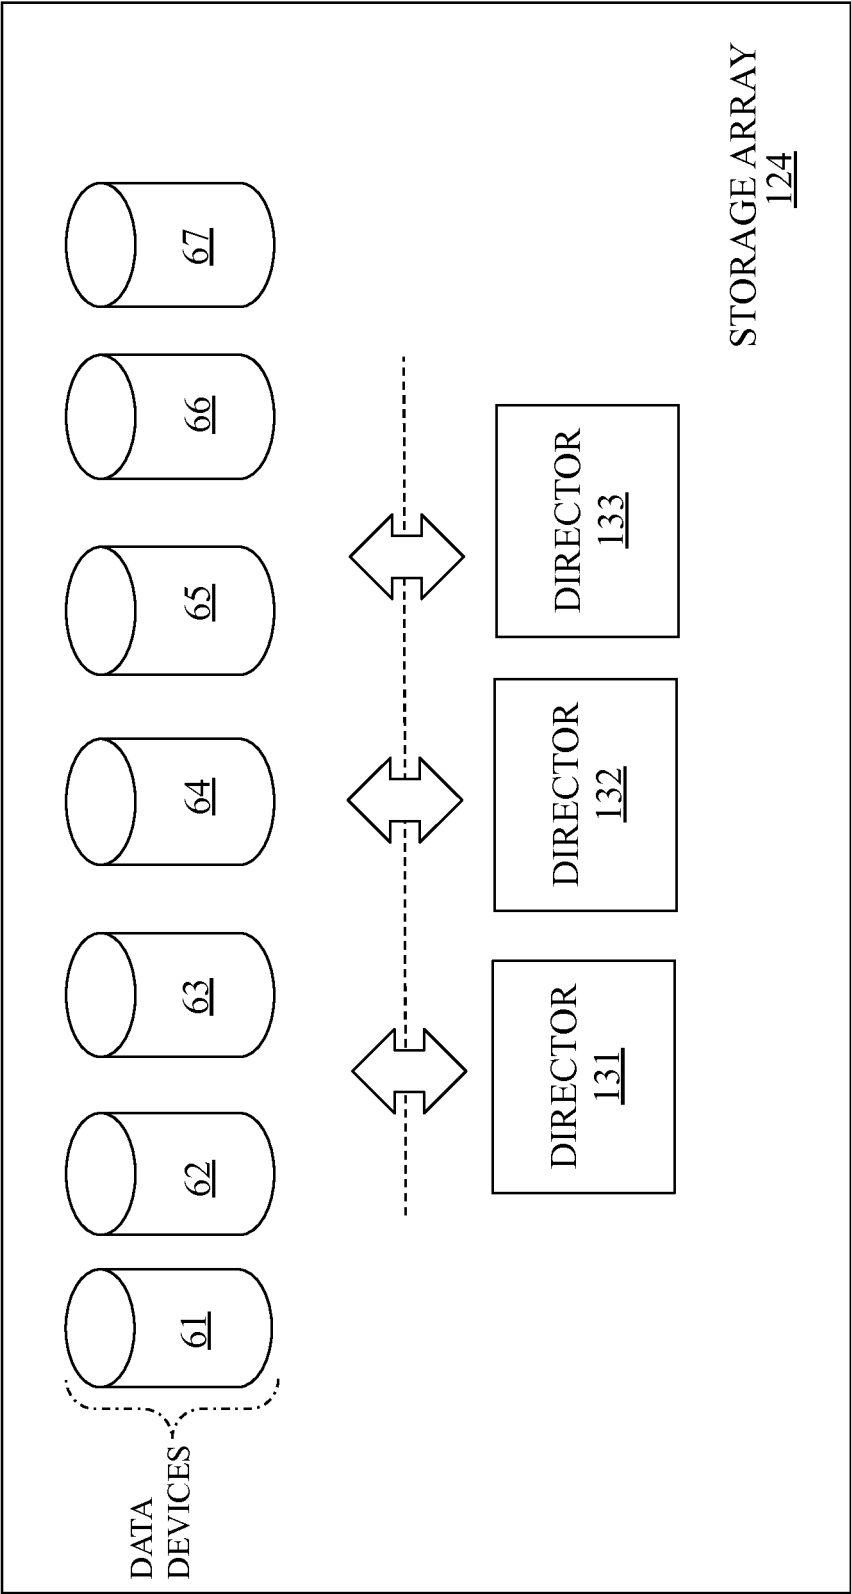 DATA
DEVICES
61
62
63
64
65
66
67
DIRECTOR
131
DIRECTOR
132
DIRECTOR
133
STORAGE ARRAY
124